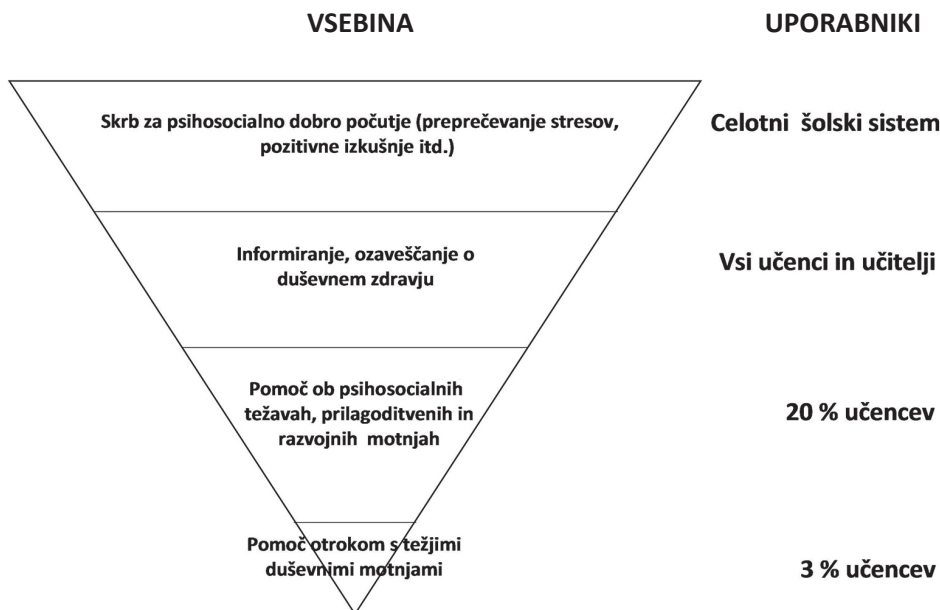 VSEBINA
UPORABNIKI
Skrb za psihosocialno dobro počutje (preprečevanje stresov,
pozitivne izkušnje itd.)
Celotni šolski sistem
Informiranje, ozaveščanje o
duševnem zdravju
Vsi učenci in učitelji
Pomoč ob psihosocialnih
težavah, prilagoditvenih in
razvojnih motnjah
20 % učencev
Pomoč otrokom s težjimi
duševnimi motnjami
3 % učencev